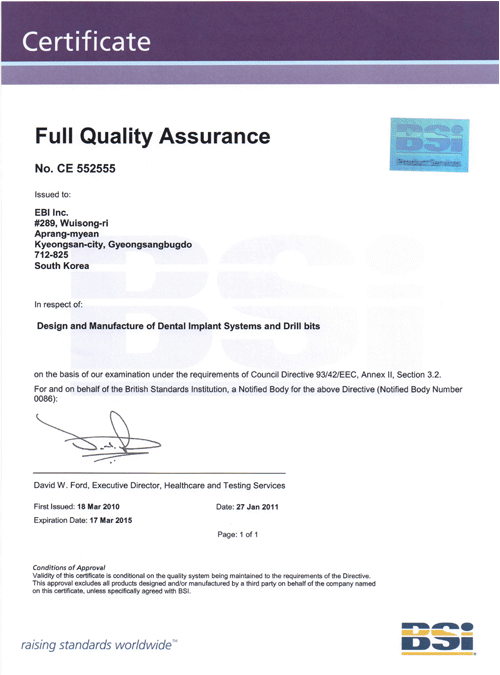 Certificate
Full Quality Assurance
BSi
Product Services
No. CE 552555
Issued to:
EBI Inc.
#289, Wuisong-ri
Aprang-myean
Kyeongsan-city, Gyeongsangbugdo
712-825
South Korea
BSi
In respect of:
Design and Manufacture of Dental Implant Systems and Drill bits
on the basis of our examination under the requirements of Council Directive 93/42/EEC, Annex II, Section 3.2.
For and on behalf of the British Standards Institution, a Notified Body for the above Directive (Notified Body Number
0086):
David W. Ford, Executive Director, Healthcare and Testing Services
First Issued: 18 Mar 2010 Date: 27 Jan 2011
Expiration Date: 17 Mar 2015
Page: 1 of 1
Conditions of Approval
Validity of this certificate is conditional on the quality system being maintained to the requirements of the Directive.
This approval excludes all products designed and/or manufactured by a third party on behalf of the company named
on this certificate, unless specifically agreed with BSI.
raising standards worldwide™
BSi